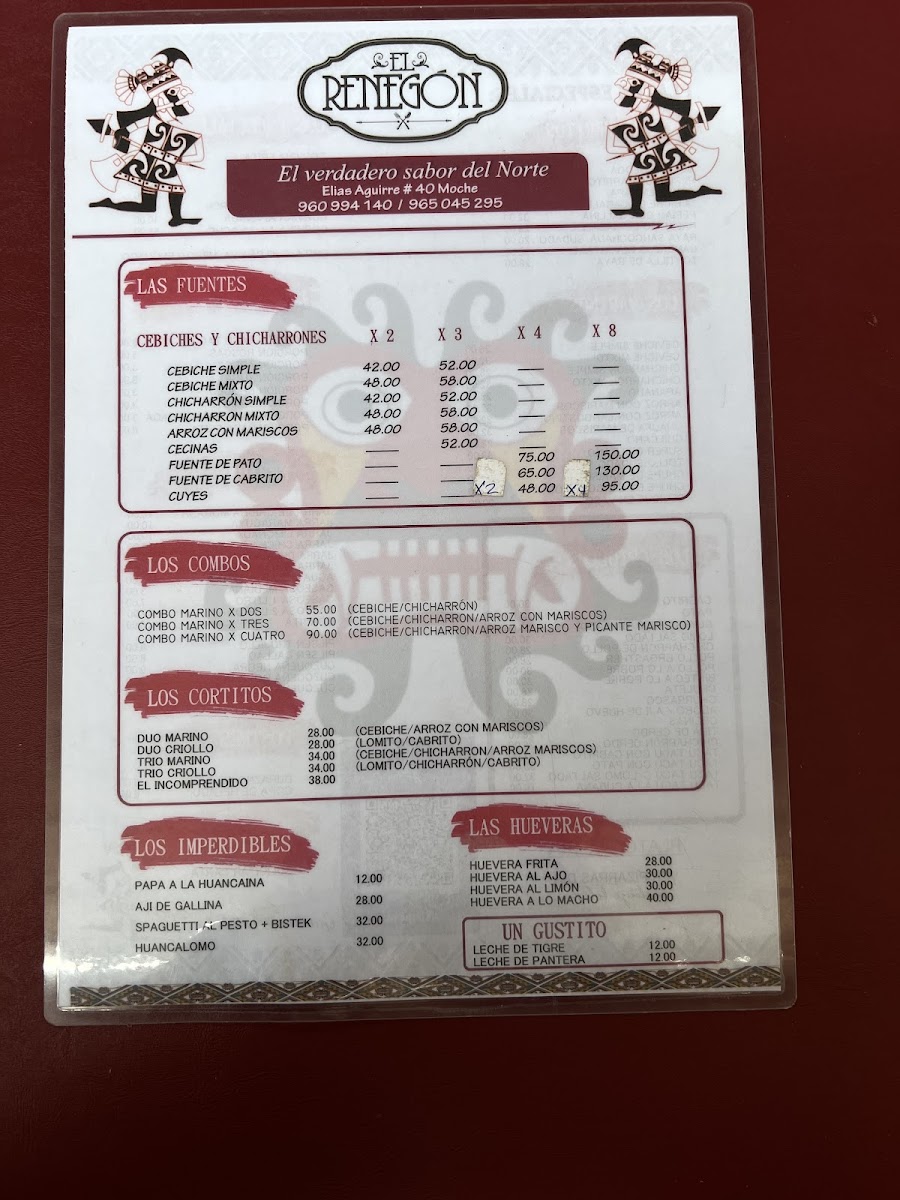 EL
RENEGÓN
El verdadero sabor del Norte
Elias Aguirre # 40 Moche
960 994 140 / 965 045 295
LAS FUENTES
CEBICHES Y CHICHARRONES X 2 X 3 X 4 X 8
CEBICHE SIMPLE 42.00 52.00 — —
CEBICHE MIXTO 48.00 58.00 — —
CHICHARRÓN SIMPLE 42.00 52.00 — —
CHICHARRON MIXTO 48.00 58.00 — —
ARROZ CON MARISCOS 48.00 58.00 — —
CECINAS — 52.00 — —
FUENTE DE PATO — — 75.00 150.00
FUENTE DE CABRITO — — 65.00 130.00
CUYES — — X2 48.00 X4 95.00
LOS COMBOS
COMBO MARINO X DOS 55.00 (CEBICHE/CHICHARRÓN)
COMBO MARINO X TRES 70.00 (CEBICHE/CHICHARRON/ARROZ CON MARISCOS)
COMBO MARINO X CUATRO 90.00 (CEBICHE/CHICHARRON/ARROZ MARISCO Y PICANTE MARISCO)
LOS CORTITOS
DUO MARINO 28.00 (CEBICHE/ARROZ CON MARISCOS)
DUO CRIOLLO 28.00 (LOMITO/CABRITO)
TRIO MARINO 34.00 (CEBICHE/CHICHARRON/ARROZ MARISCOS)
TRIO CRIOLLO 34.00 (LOMITO/CHICHARRÓN/CABRITO)
EL INCOMPRENDIDO 38.00
LOS IMPERDIBLES
PAPA A LA HUANCAINA 12.00
AJI DE GALLINA 28.00
SPAGUETTI AL PESTO + BISTEK 32.00
HUANCALOMO 32.00
LAS HUEVERAS
HUEVERA FRITA 28.00
HUEVERA AL AJO 30.00
HUEVERA AL LIMÓN 30.00
HUEVERA A LO MACHO 40.00
UN GUSTITO
LECHE DE TIGRE 12.00
LECHE DE PANTERA 12.00